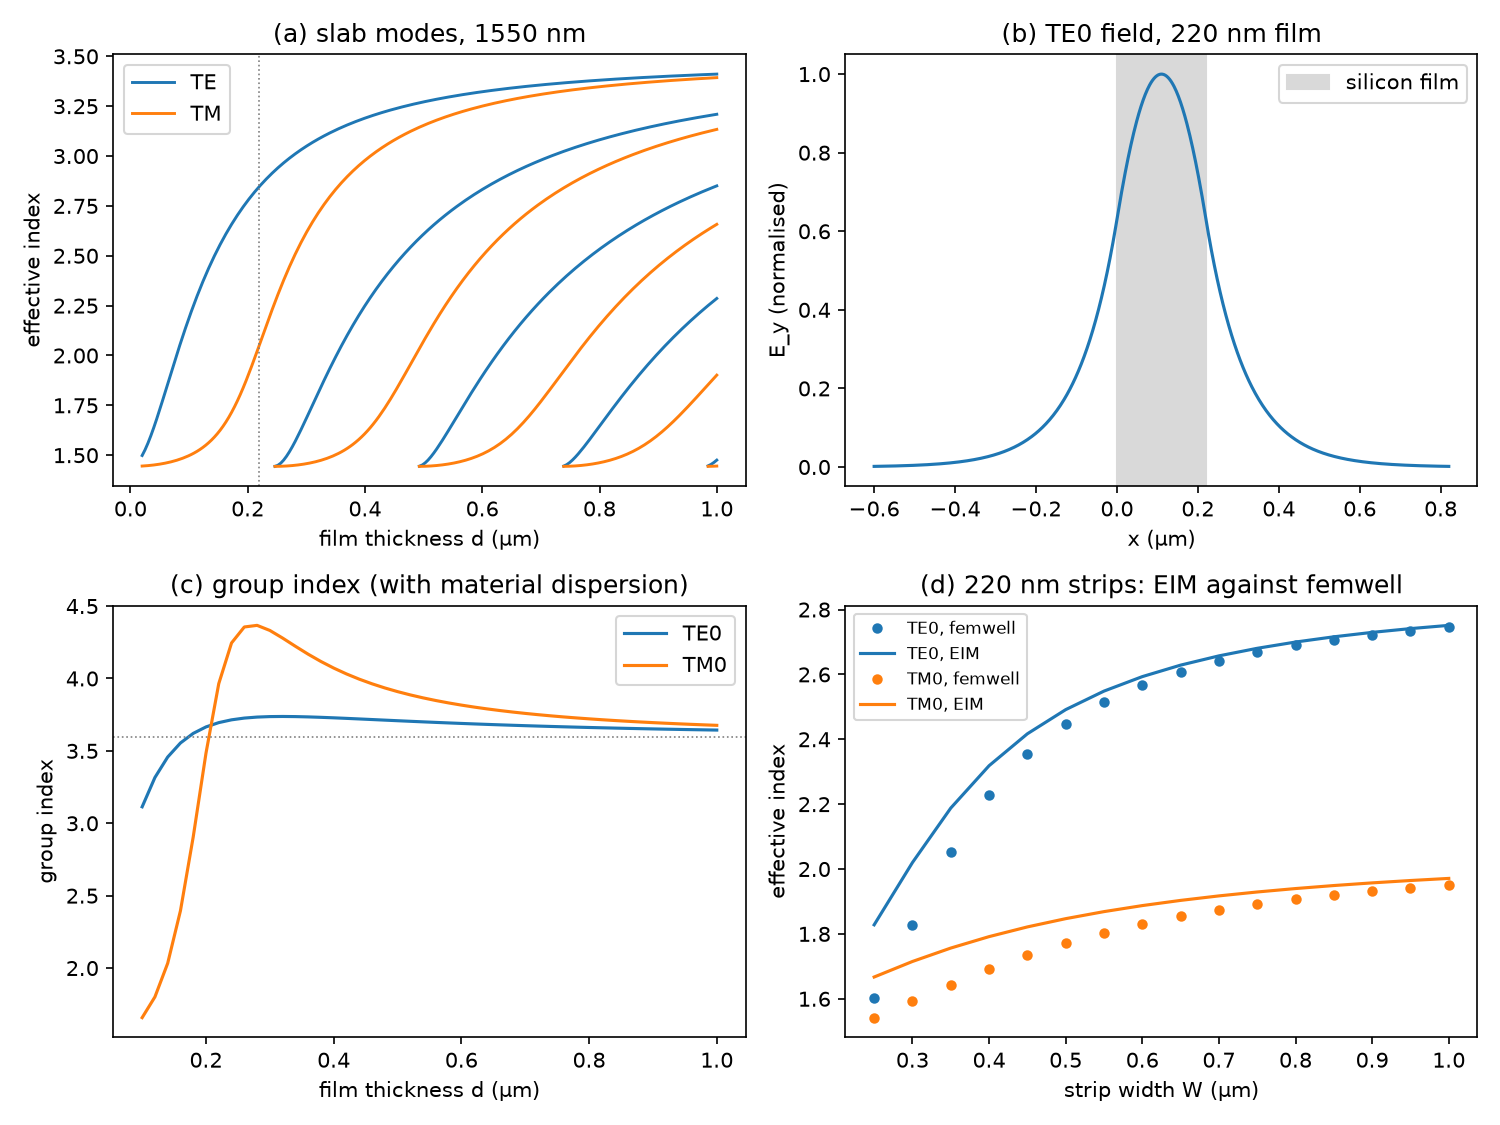 (a) slab modes, 1550 nm
TE
TM
effective index
3.50
3.25
3.00
2.75
2.50
2.25
2.00
1.75
1.50
0.0 0.2 0.4 0.6 0.8 1.0
film thickness d (µm)
(b) TE0 field, 220 nm film
silicon film
E_y (normalised)
1.0
0.8
0.6
0.4
0.2
0.0
−0.6 −0.4 −0.2 0.0 0.2 0.4 0.6 0.8
x (µm)
(c) group index (with material dispersion)
TE0
TM0
group index
4.5
4.0
3.5
3.0
2.5
2.0
0.2 0.4 0.6 0.8 1.0
film thickness d (µm)
(d) 220 nm strips: EIM against femwell
TE0, femwell
TE0, EIM
TM0, femwell
TM0, EIM
effective index
2.8
2.6
2.4
2.2
2.0
1.8
1.6
0.3 0.4 0.5 0.6 0.7 0.8 0.9 1.0
strip width W (µm)